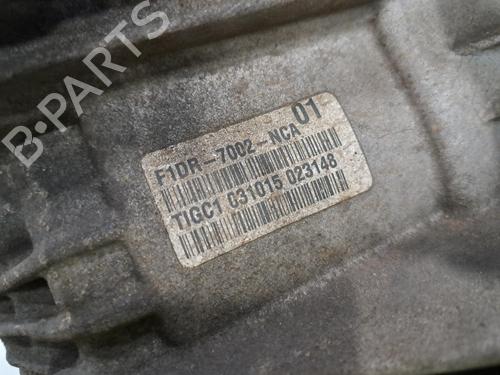 B-PARTS
01
F1DR-7002-NCA
TIGC1 031015 023148